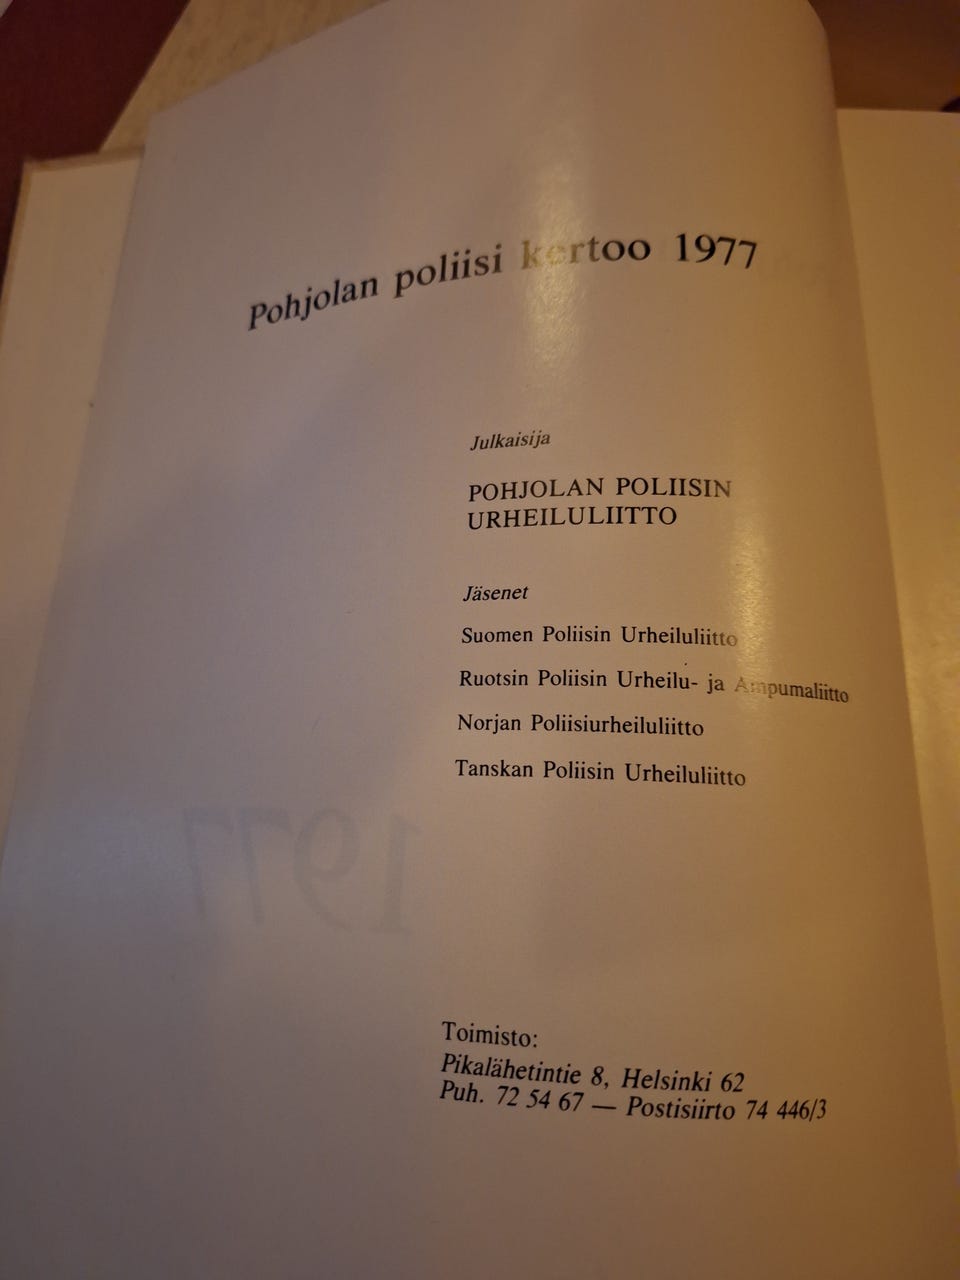 Pohjolan poliisi kertoo 1977
Julkaisija
POHJOLAN POLIISIN
URHEILULIITTO
Jäsenet
Suomen Poliisin Urheiluliitto
Ruotsin Poliisin Urheilu- ja Ampumaliitto
Norjan Poliisiurheiluliitto
Tanskan Poliisin Urheiluliitto
1977
Toimisto:
Pikalähetintie 8, Helsinki 62
Puh. 72 54 67 — Postisiirto 74 446/3